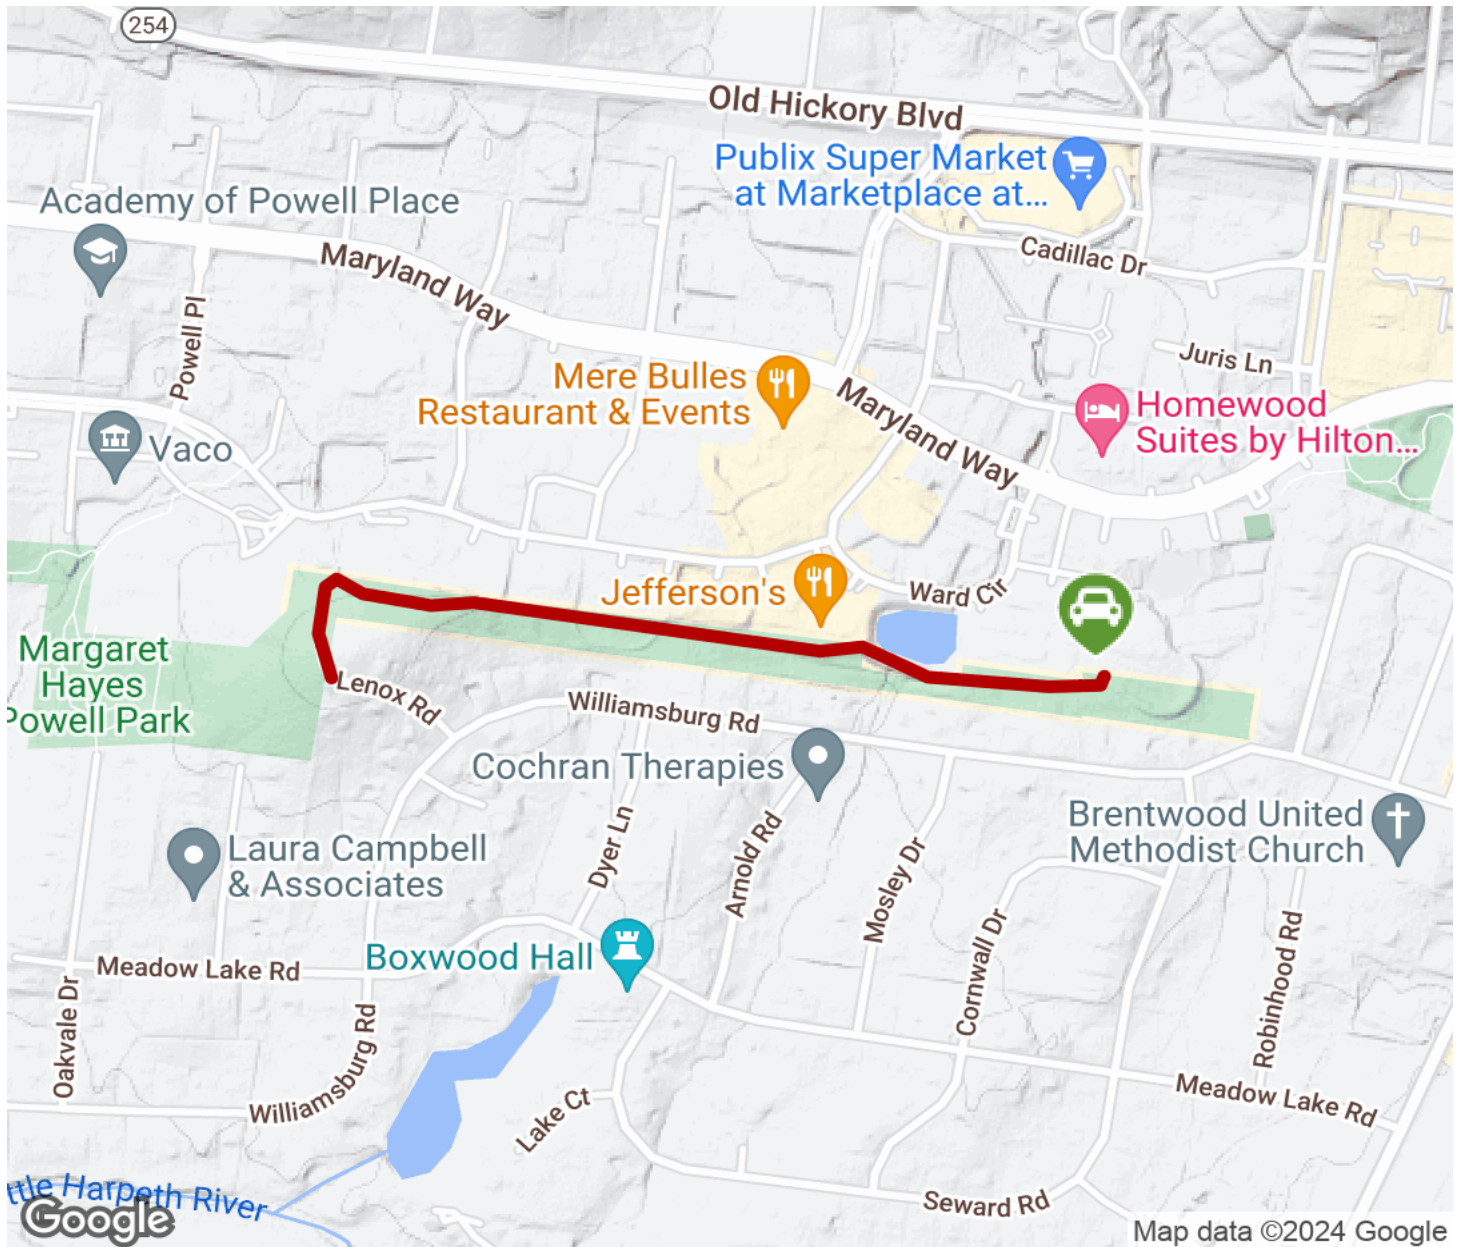 254
Old Hickory Blvd
Publix Super Market
at Marketplace at...
Academy of Powell Place
Cadillac Dr
Maryland Way
Powell Pl
Juris Ln
Mere Bulles
Restaurant & Events
Maryland Way
Homewood
Suites by Hilton...
Vaco
Jefferson's
Ward Cir
Margaret
Hayes
Powell Park
Lenox Rd
Williamsburg Rd
Cochran Therapies
Brentwood United
Methodist Church
Laura Campbell
& Associates
Dyer Ln
Arnold Rd
Mosley Dr
Cornwall Dr
Robinhood Rd
Boxwood Hall
Meadow Lake Rd
Oakvale Dr
Williamsburg Rd
Lake Ct
Meadow Lake Rd
ttle Harpeth River
Seward Rd
Google
Map data ©2024 Google